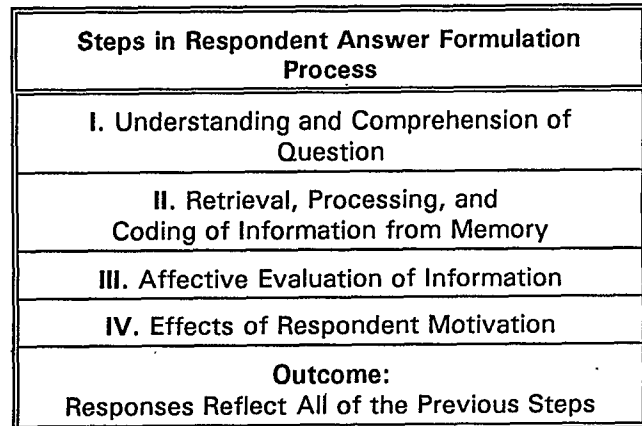 Steps in Respondent Answer Formulation
Process
I. Understanding and Comprehension of
Question
II. Retrieval, Processing, and
Coding of Information from Memory
III. Affective Evaluation of Information
IV. Effects of Respondent Motivation
Outcome:
Responses Reflect All of the Previous Steps